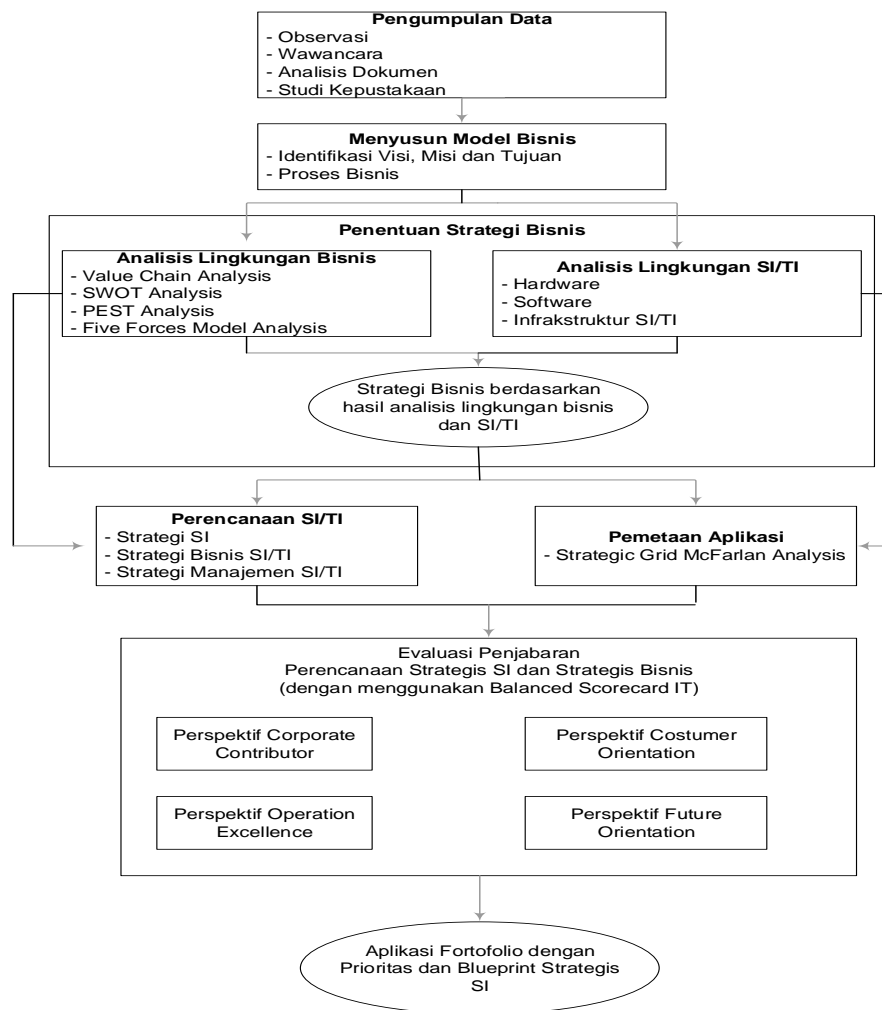 Pengumpulan Data
- Observasi
- Wawancara
- Analisis Dokumen
- Studi Kepustakaan
Menyusun Model Bisnis
- Identifikasi Visi, Misi dan Tujuan
- Proses Bisnis
Penentuan Strategi Bisnis
Analisis Lingkungan Bisnis
- Value Chain Analysis
- SWOT Analysis
- PEST Analysis
- Five Forces Model Analysis
Analisis Lingkungan SI/TI
- Hardware
- Software
- Infrakstruktur SI/TI
Strategi Bisnis berdasarkan
hasil analisis lingkungan bisnis
dan SI/TI
Perencanaan SI/TI
- Strategi SI
- Strategi Bisnis SI/TI
- Strategi Manajemen SI/TI
Pemetaan Aplikasi
- Strategic Grid McFarlan Analysis
Evaluasi Penjabaran
Perencanaan Strategis SI dan Strategis Bisnis
(dengan menggunakan Balanced Scorecard IT)
Perspektif Corporate
Contributor
Perspektif Costumer
Orientation
Perspektif Operation
Excellence
Perspektif Future
Orientation
Aplikasi Fortofolio dengan
Prioritas dan Blueprint Strategis
SI